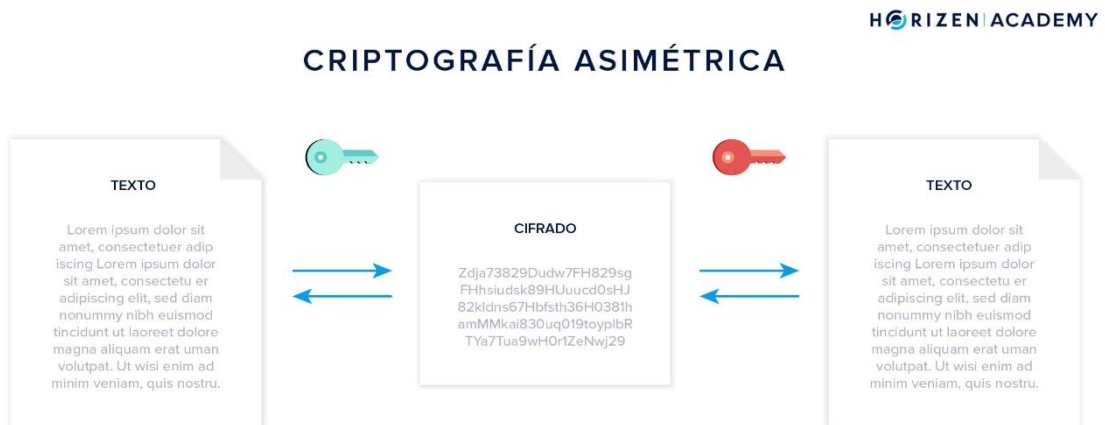 HORIZEN ACADEMY
CRIPTOGRAFÍA ASIMÉTRICA
TEXTO
Lorem ipsum dolor sit
amet, consectetuer adip
iscing Lorem ipsum dolor
sit amet, consectetu er
adipiscing elit, sed diam
nonummy nibh euismod
tincidunt ut laoreet dolore
magna aliquam erat uman
volutpat. Ut wisi enim ad
minim veniam, quis nostru.
CIFRADO
Zdja73829Dudw7FH829sg
FHhsiudsk89HUuucd0sHJ
82kldns67Hbfsth36H0381h
amMMkai830uq019toyplbR
TYa7Tua9wH0r1ZeNwj29
TEXTO
Lorem ipsum dolor sit
amet, consectetuer adip
iscing Lorem ipsum dolor
sit amet, consectetu er
adipiscing elit, sed diam
nonummy nibh euismod
tincidunt ut laoreet dolore
magna aliquam erat uman
volutpat. Ut wisi enim ad
minim veniam, quis nostru.